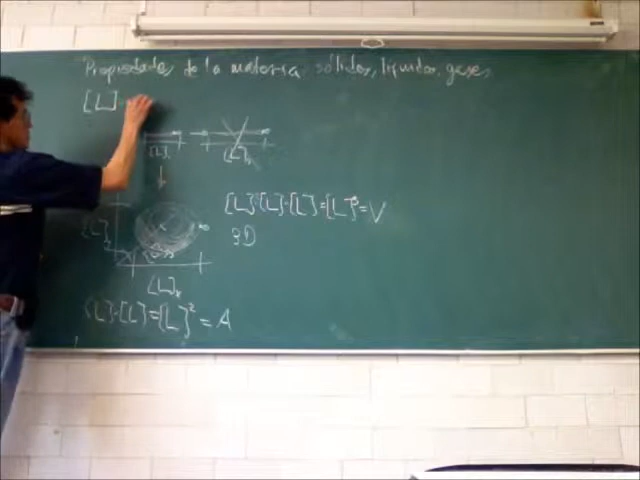 Propiedades de la materia, sólidos, líquidos, gases,
[L]
[L] [L]x
[L]y
[L]·[L]·[L]=[L]³=V
3D
[L]x
[L]·[L]=[L]²=A